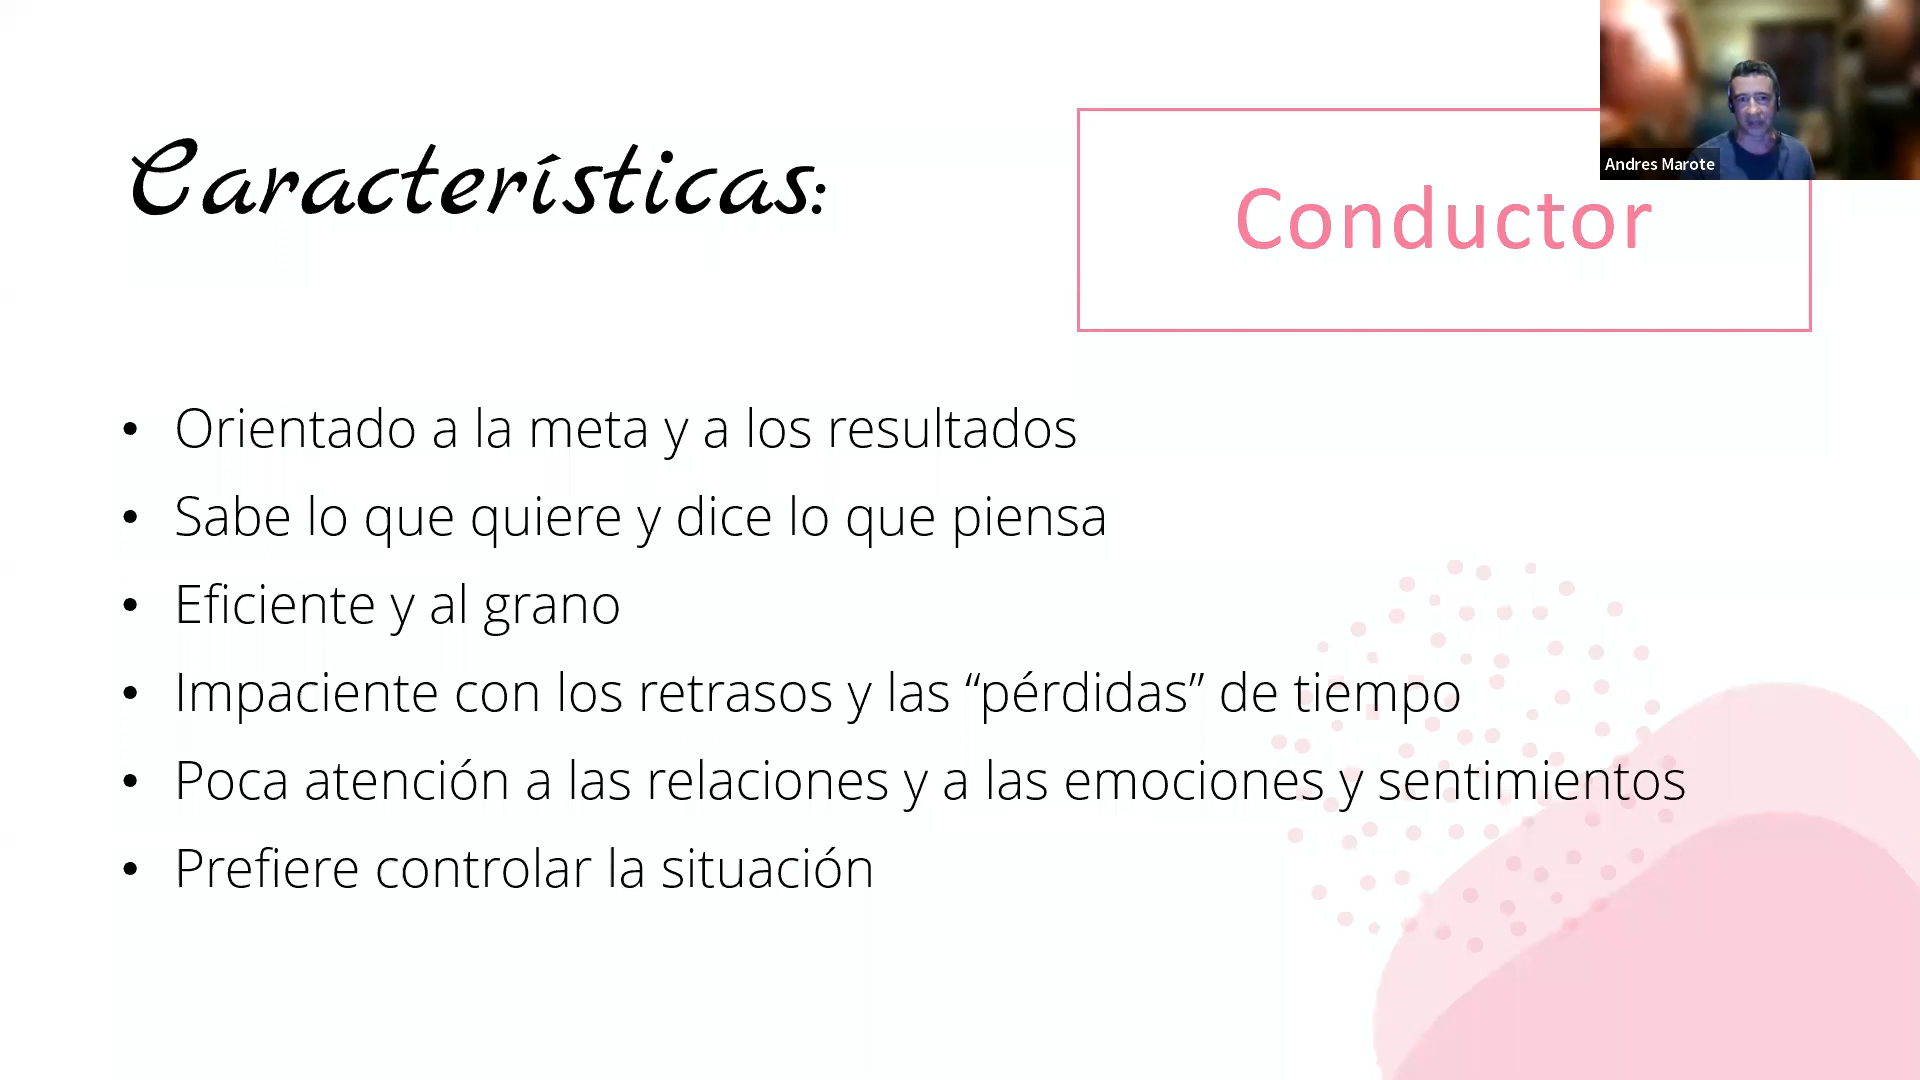 Características:
Conductor
Andres Marote
• Orientado a la meta y a los resultados
• Sabe lo que quiere y dice lo que piensa
• Eficiente y al grano
• Impaciente con los retrasos y las “pérdidas” de tiempo
• Poca atención a las relaciones y a las emociones y sentimientos
• Prefiere controlar la situación